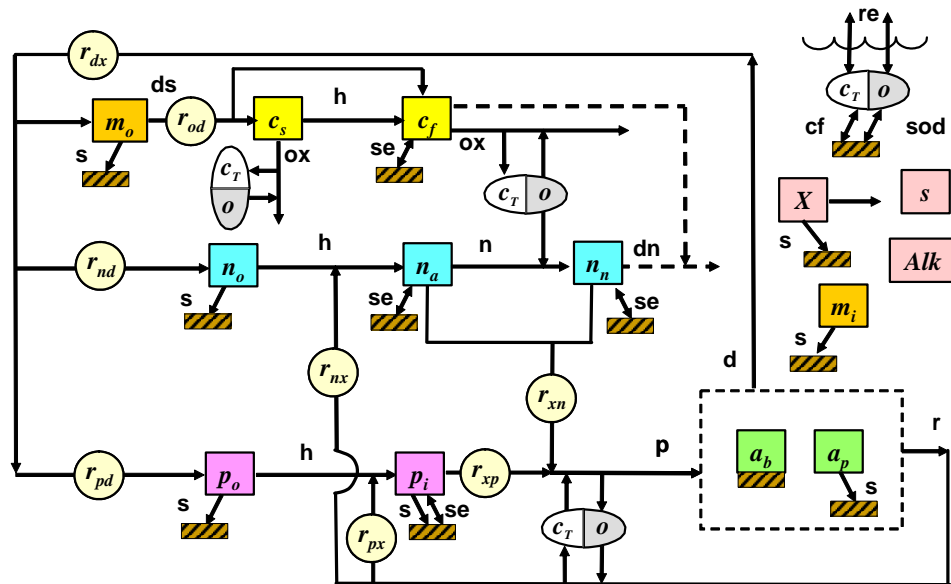 re
r_dx
ds
h
c_T o
m_o r_od c_s c_f
cf sod
s ox se ox
c_T
o
c_T o
X s
s
h n dn
r_nd n_o n_a n_n
Alk
s se se
m_i
s
r_nx
d
r_xn
r
h p
r_pd p_o p_i r_xp a_b a_p
s s se s
r_px c_T o